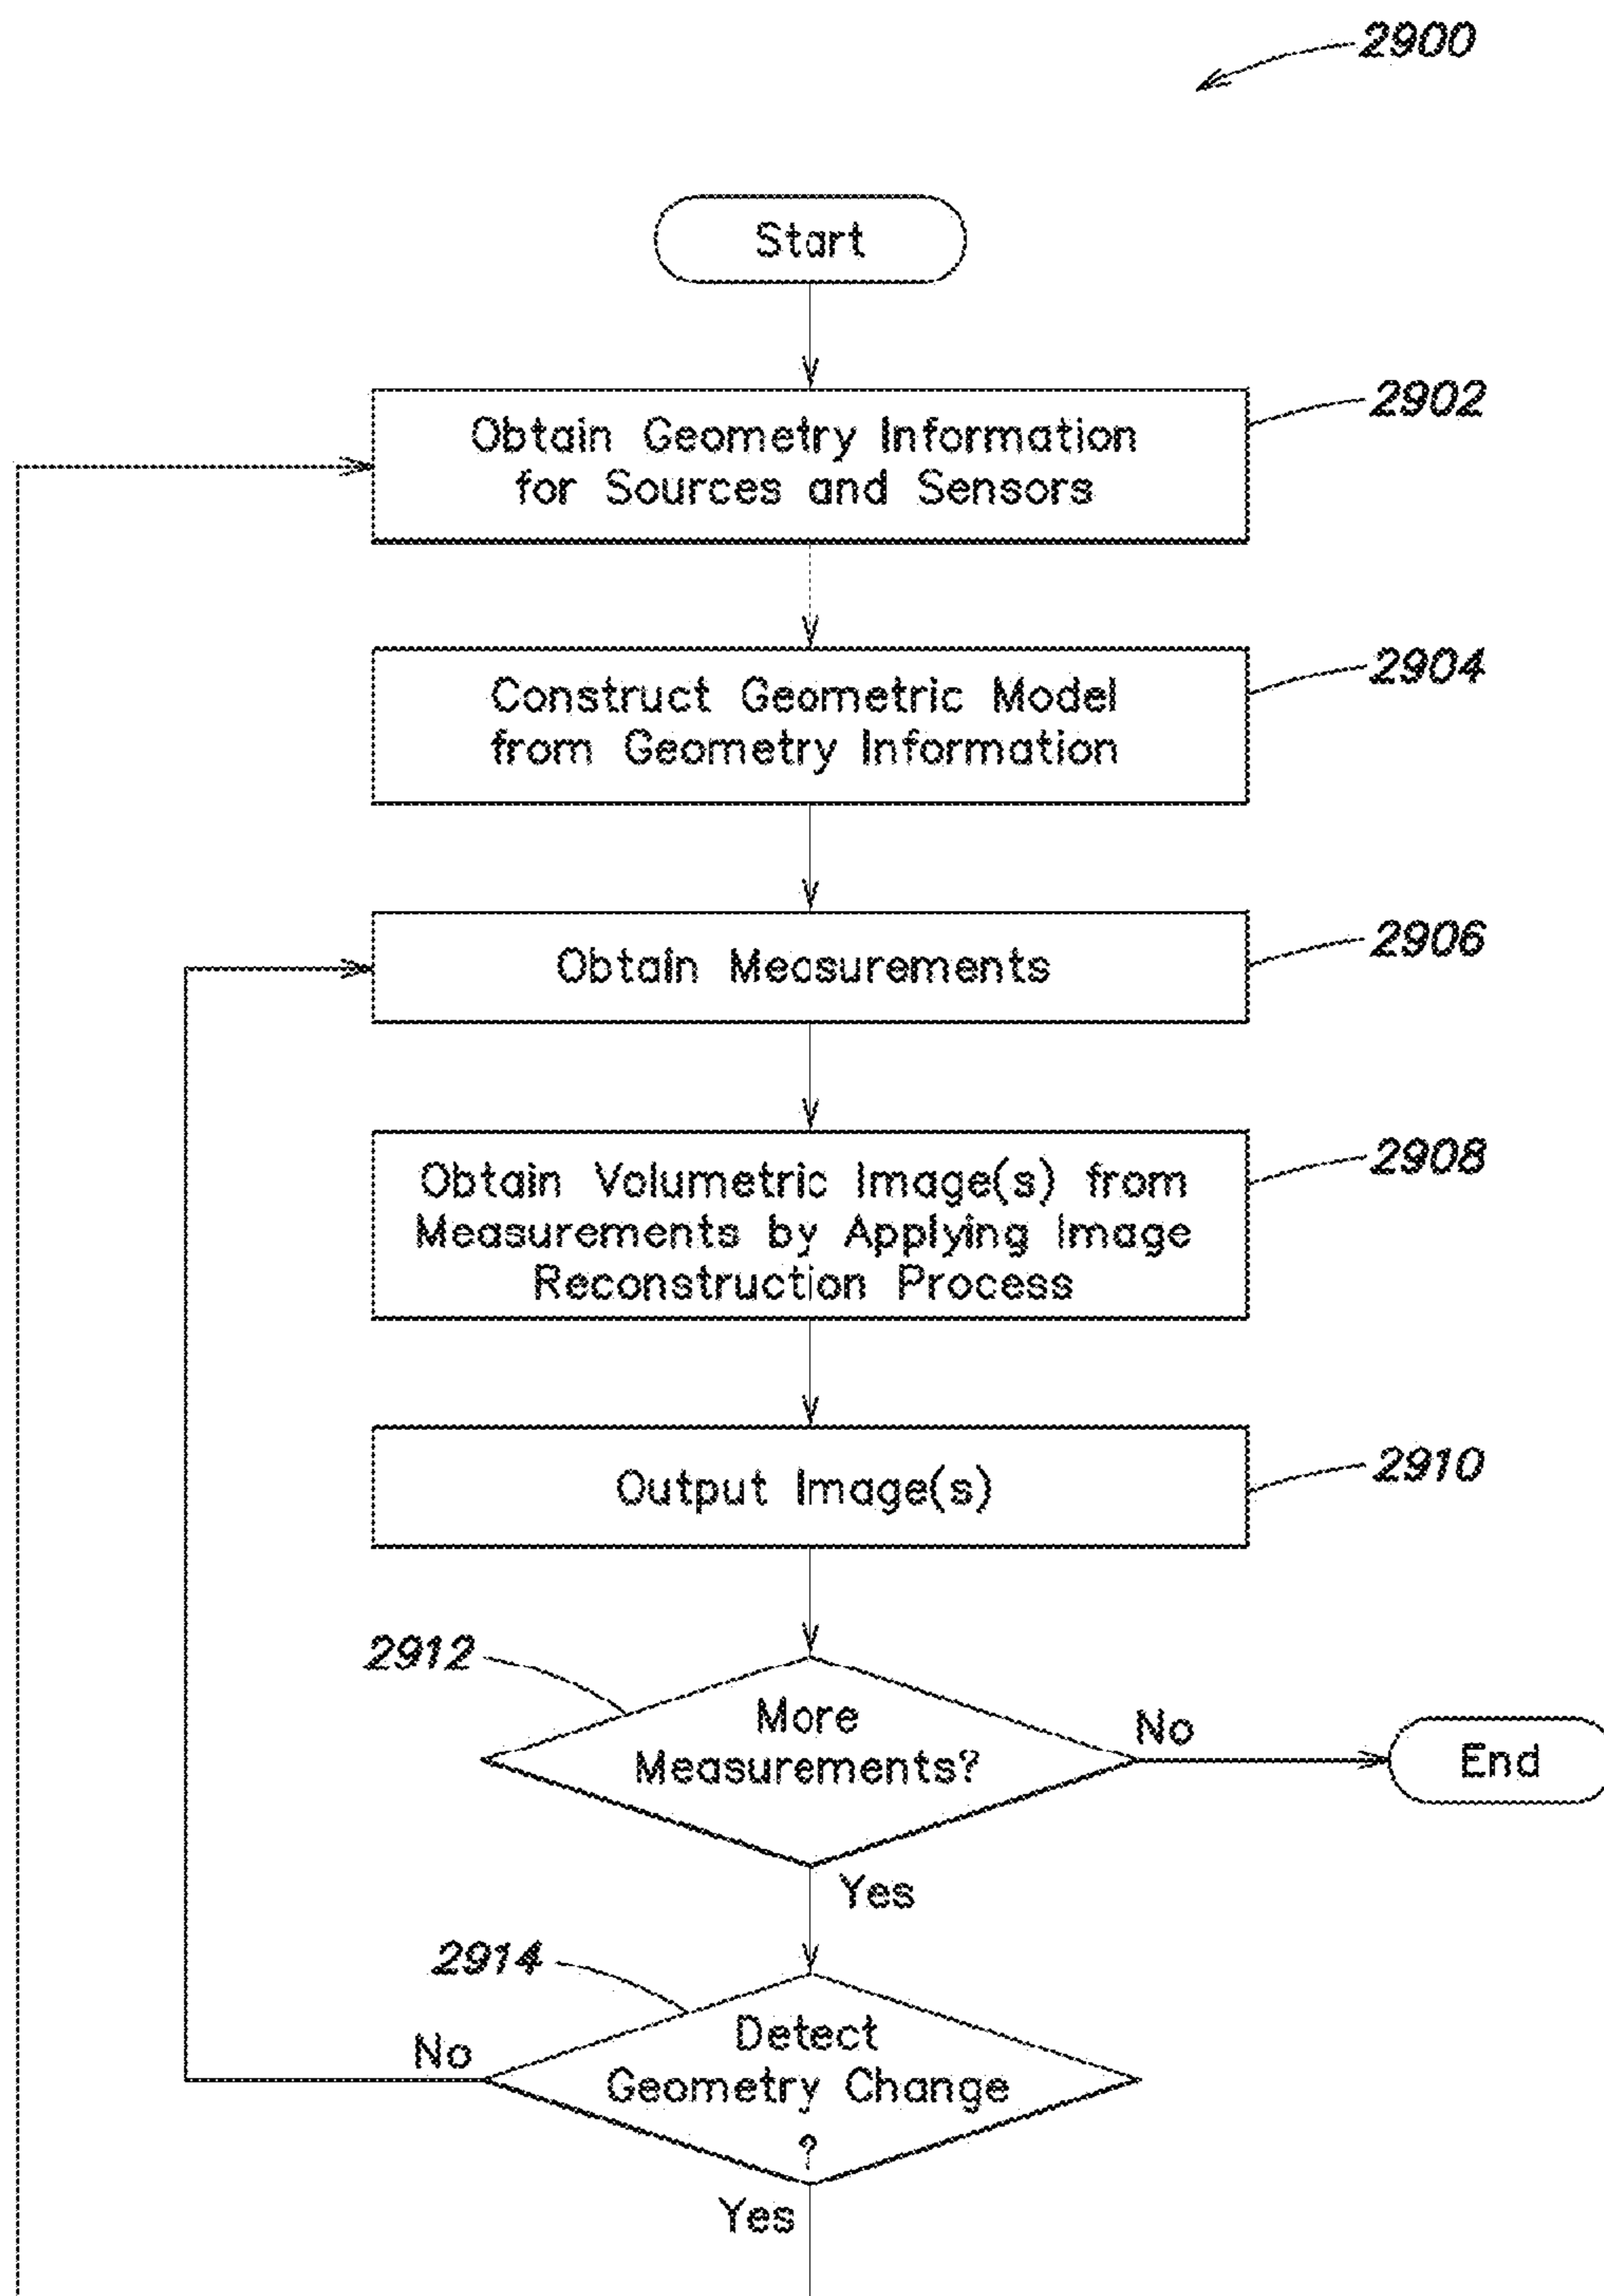 2900
Start
2902
Obtain Geometry Information
for Sources and Sensors
2904
Construct Geometric Model
from Geometry Information
2906
Obtain Measurements
2908
Obtain Volumetric Image(s) from
Measurements by Applying Image
Reconstruction Process
2910
Output Image(s)
2912
More
Measurements?
No
End
Yes
2914
Detect
Geometry Change
?
No
Yes